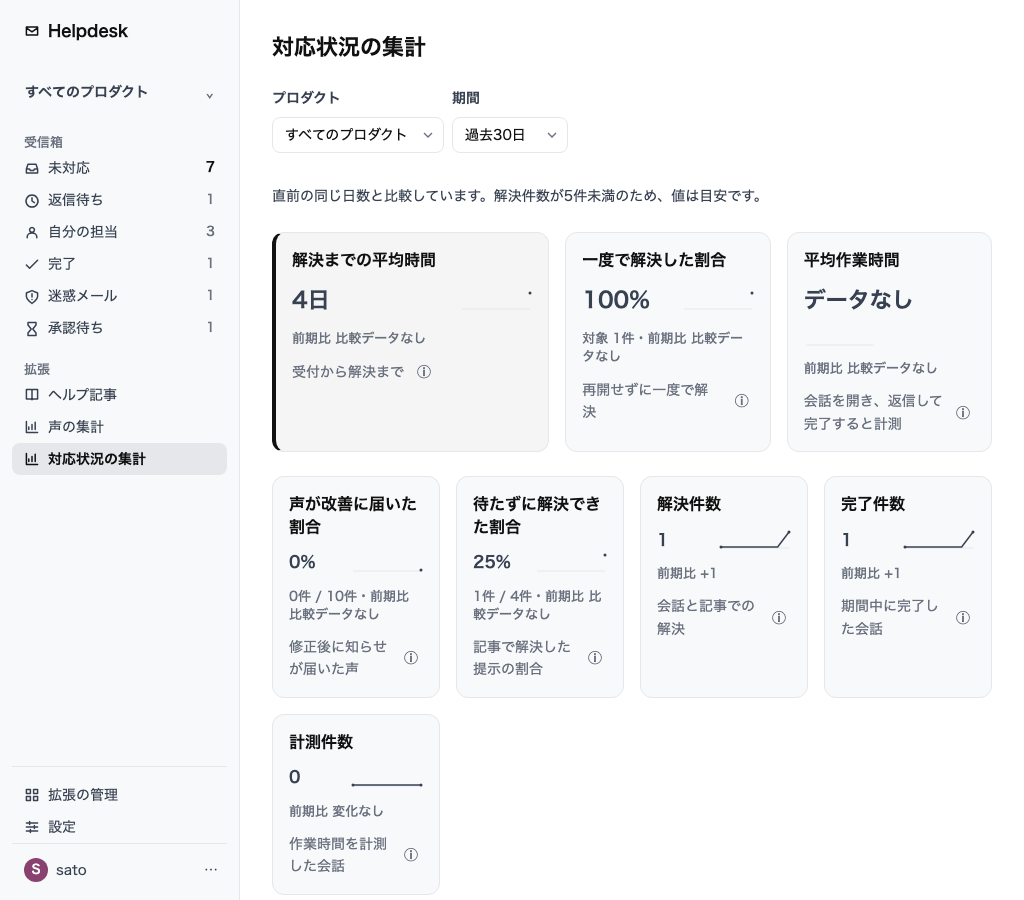 Helpdesk
すべてのプロダクト
受信箱
未対応 7
返信待ち 1
自分の担当 3
完了 1
迷惑メール 1
承認待ち 1
拡張
ヘルプ記事
声の集計
対応状況の集計
拡張の管理
設定
S sato
対応状況の集計
プロダクト 期間
すべてのプロダクト 過去30日
直前の同じ日数と比較しています。解決件数が5件未満のため、値は目安です。
解決までの平均時間
4日
前期比 比較データなし
受付から解決まで
一度で解決した割合
100%
対象 1件・前期比 比較デー
タなし
再開せずに一度で解
決
平均作業時間
データなし
前期比 比較データなし
会話を開き、返信して
完了すると計測
声が改善に届いた
割合
0%
0件 / 10件・前期比
比較データなし
修正後に知らせ
が届いた声
待たずに解決でき
た割合
25%
1件 / 4件・前期比 比
較データなし
記事で解決した
提示の割合
解決件数
1
前期比 +1
会話と記事での
解決
完了件数
1
前期比 +1
期間中に完了し
た会話
計測件数
0
前期比 変化なし
作業時間を計測
した会話